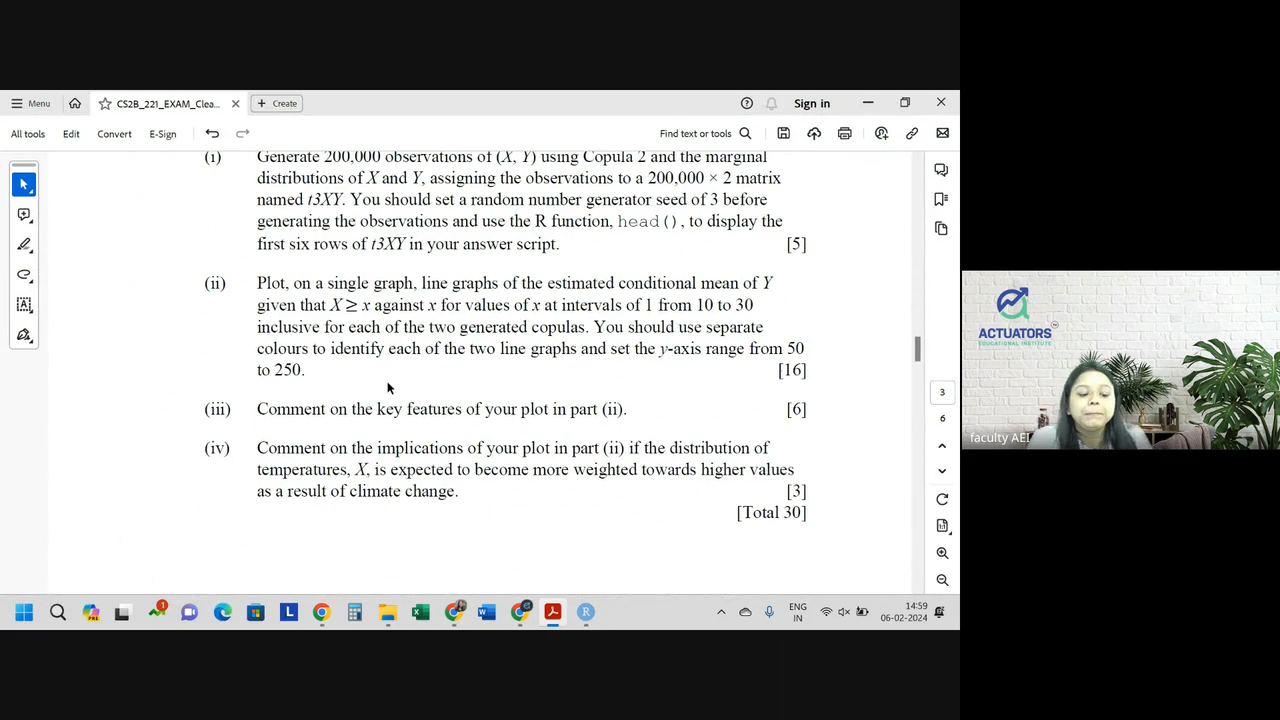 Menu
CS2B_221_EXAM_Clea...
Create
Sign in
All tools
Edit
Convert
E-Sign
Find text or tools
(i) Generate 200,000 observations of (X, Y) using Copula 2 and the marginal
distributions of X and Y, assigning the observations to a 200,000 × 2 matrix
named t3XY. You should set a random number generator seed of 3 before
generating the observations and use the R function, head(), to display the
first six rows of t3XY in your answer script. [5]
(ii) Plot, on a single graph, line graphs of the estimated conditional mean of Y
given that X ≥ x against x for values of x at intervals of 1 from 10 to 30
inclusive for each of the two generated copulas. You should use separate
colours to identify each of the two line graphs and set the y-axis range from 50
to 250. [16]
(iii) Comment on the key features of your plot in part (ii). [6]
(iv) Comment on the implications of your plot in part (ii) if the distribution of
temperatures, X, is expected to become more weighted towards higher values
as a result of climate change. [3]
[Total 30]
3
6
ACTUATORS
EDUCATIONAL INSTITUTE
faculty AEI
1
PRE
L
W
R
ENG
IN
14:59
06-02-2024